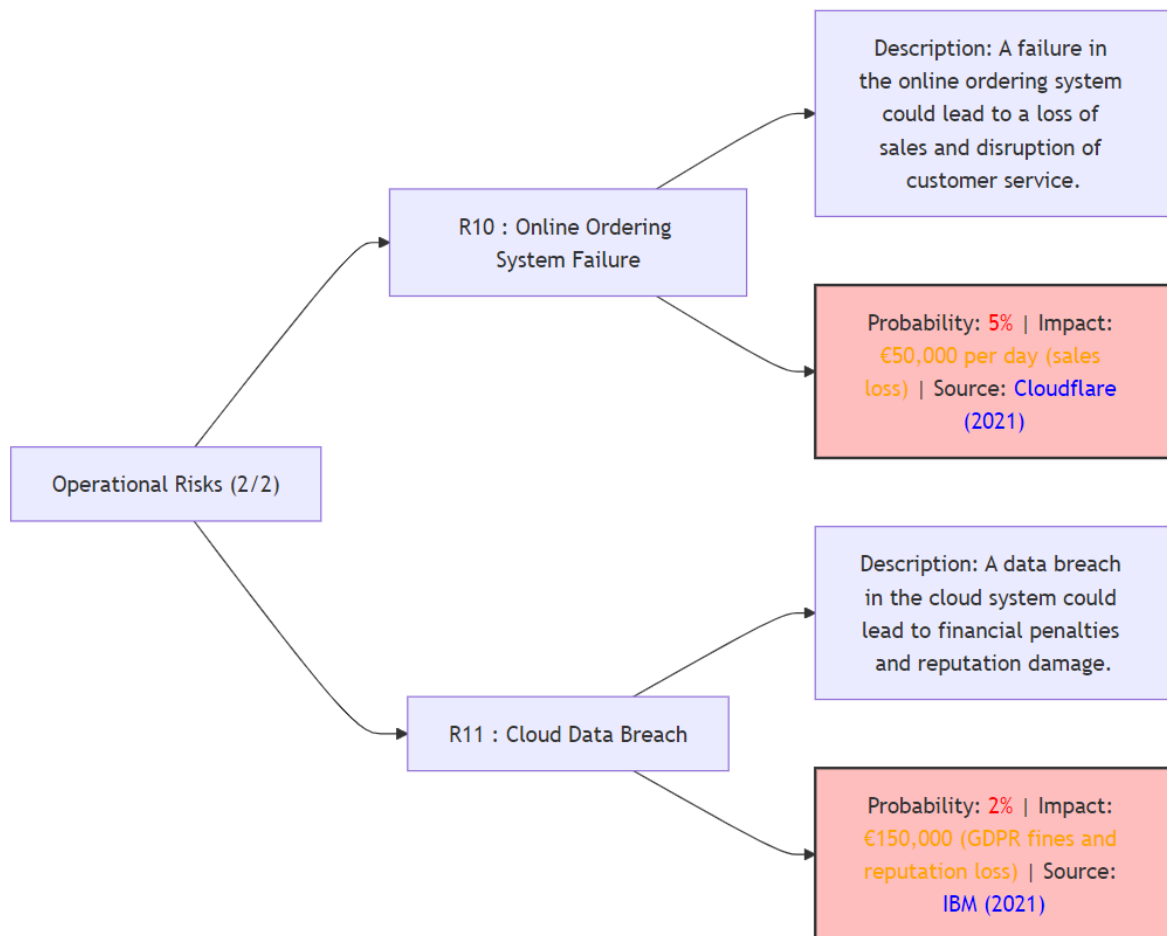 Operational Risks (2/2)
R10 : Online Ordering
System Failure
Description: A failure in
the online ordering system
could lead to a loss of
sales and disruption of
customer service.
Probability: 5% | Impact:
€50,000 per day (sales
loss) | Source: Cloudflare
(2021)
R11 : Cloud Data Breach
Description: A data breach
in the cloud system could
lead to financial penalties
and reputation damage.
Probability: 2% | Impact:
€150,000 (GDPR fines and
reputation loss) | Source:
IBM (2021)